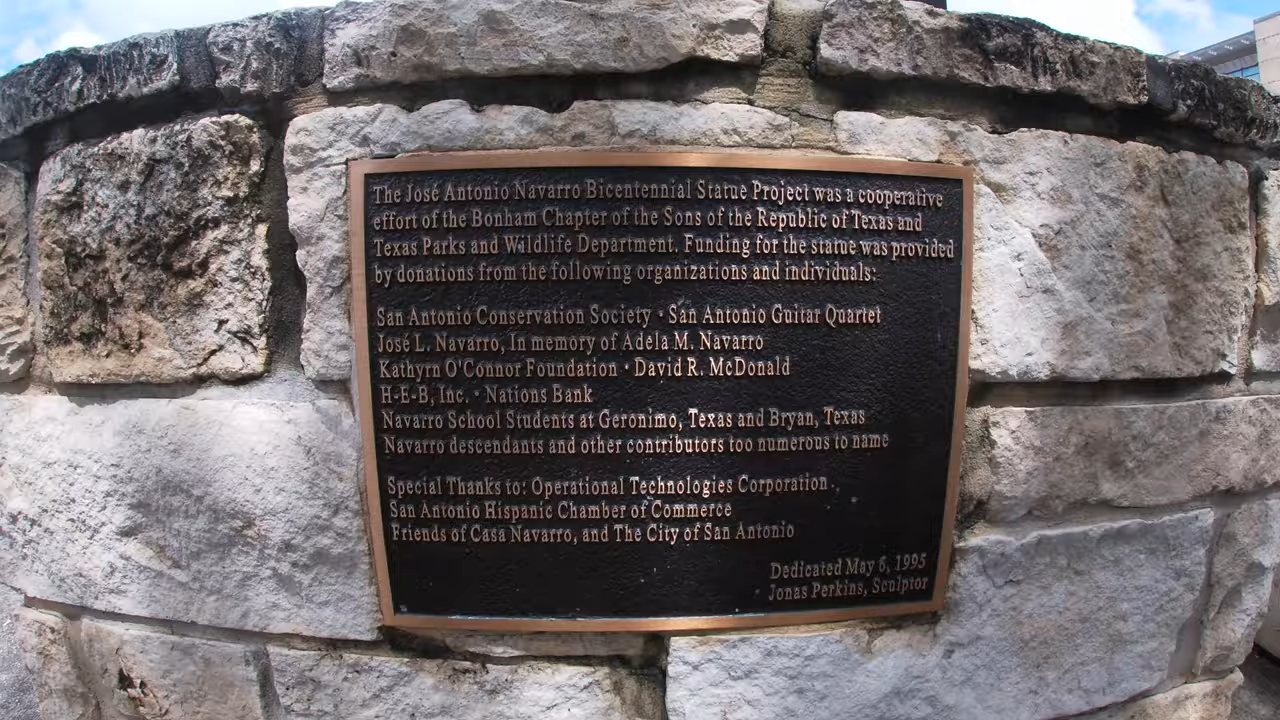 The José Antonio Navarro Bicentennial Statue Project was a cooperative
effort of the Bonham Chapter of the Sons of the Republic of Texas and
Texas Parks and Wildlife Department. Funding for the statue was provided
by donations from the following organizations and individuals:
San Antonio Conservation Society • San Antonio Guitar Quartet
José L. Navarro, In memory of Adela M. Navarro
Kathyrn O'Connor Foundation • David R. McDonald
H-E-B, Inc. • Nations Bank
Navarro School Students at Geronimo, Texas and Bryan, Texas
Navarro descendants and other contributors too numerous to name
Special Thanks to: Operational Technologies Corporation
San Antonio Hispanic Chamber of Commerce
Friends of Casa Navarro, and The City of San Antonio
Dedicated May 6, 1995
Jonas Perkins, Sculptor